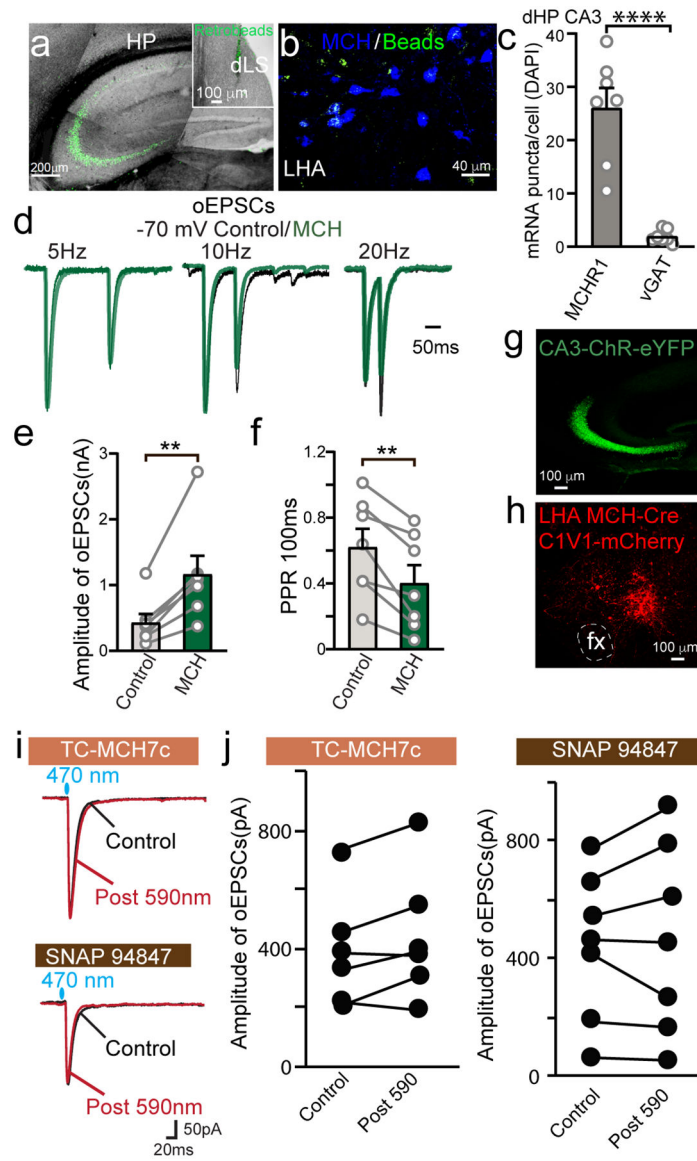 a
HP
Retrobeads
dLS
100 µm
200µm
b
MCH/Beads
LHA
40 µm
c
dHP CA3
****
mRNA puncta/cell (DAPI)
40
30
20
10
0
MCHR1
vGAT
d
oEPSCs
-70 mV Control/MCH
5Hz
10Hz
20Hz
50ms
e
Amplitude of oEPSCs(nA)
**
3
2
1
0
Control
MCH
f
PPR 100ms
**
1.2
0.8
0.4
0
Control
MCH
g
CA3-ChR-eYFP
100 µm
h
LHA MCH-Cre
C1V1-mCherry
fx
100 µm
i
TC-MCH7c
470 nm
Control
Post 590nm
SNAP 94847
470 nm
Control
Post 590nm
50pA
20ms
j
TC-MCH7c
Amplitude of oEPSCs(pA)
800
400
0
Control
Post 590
SNAP 94847
Amplitude of oEPSCs(pA)
800
400
0
Control
Post 590